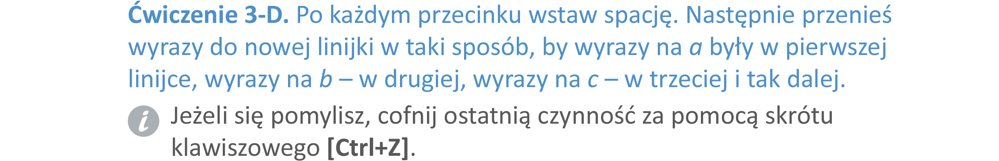 Ćwiczenie 3-D. Po każdym przecinku wstaw spację. Następnie przenieś
wyrazy do nowej linijki w taki sposób, by wyrazy na a były w pierwszej
linijce, wyrazy na b – w drugiej, wyrazy na c – w trzeciej i tak dalej.
i Jeżeli się pomylisz, cofnij ostatnią czynność za pomocą skrótu
klawiszowego [Ctrl+Z].